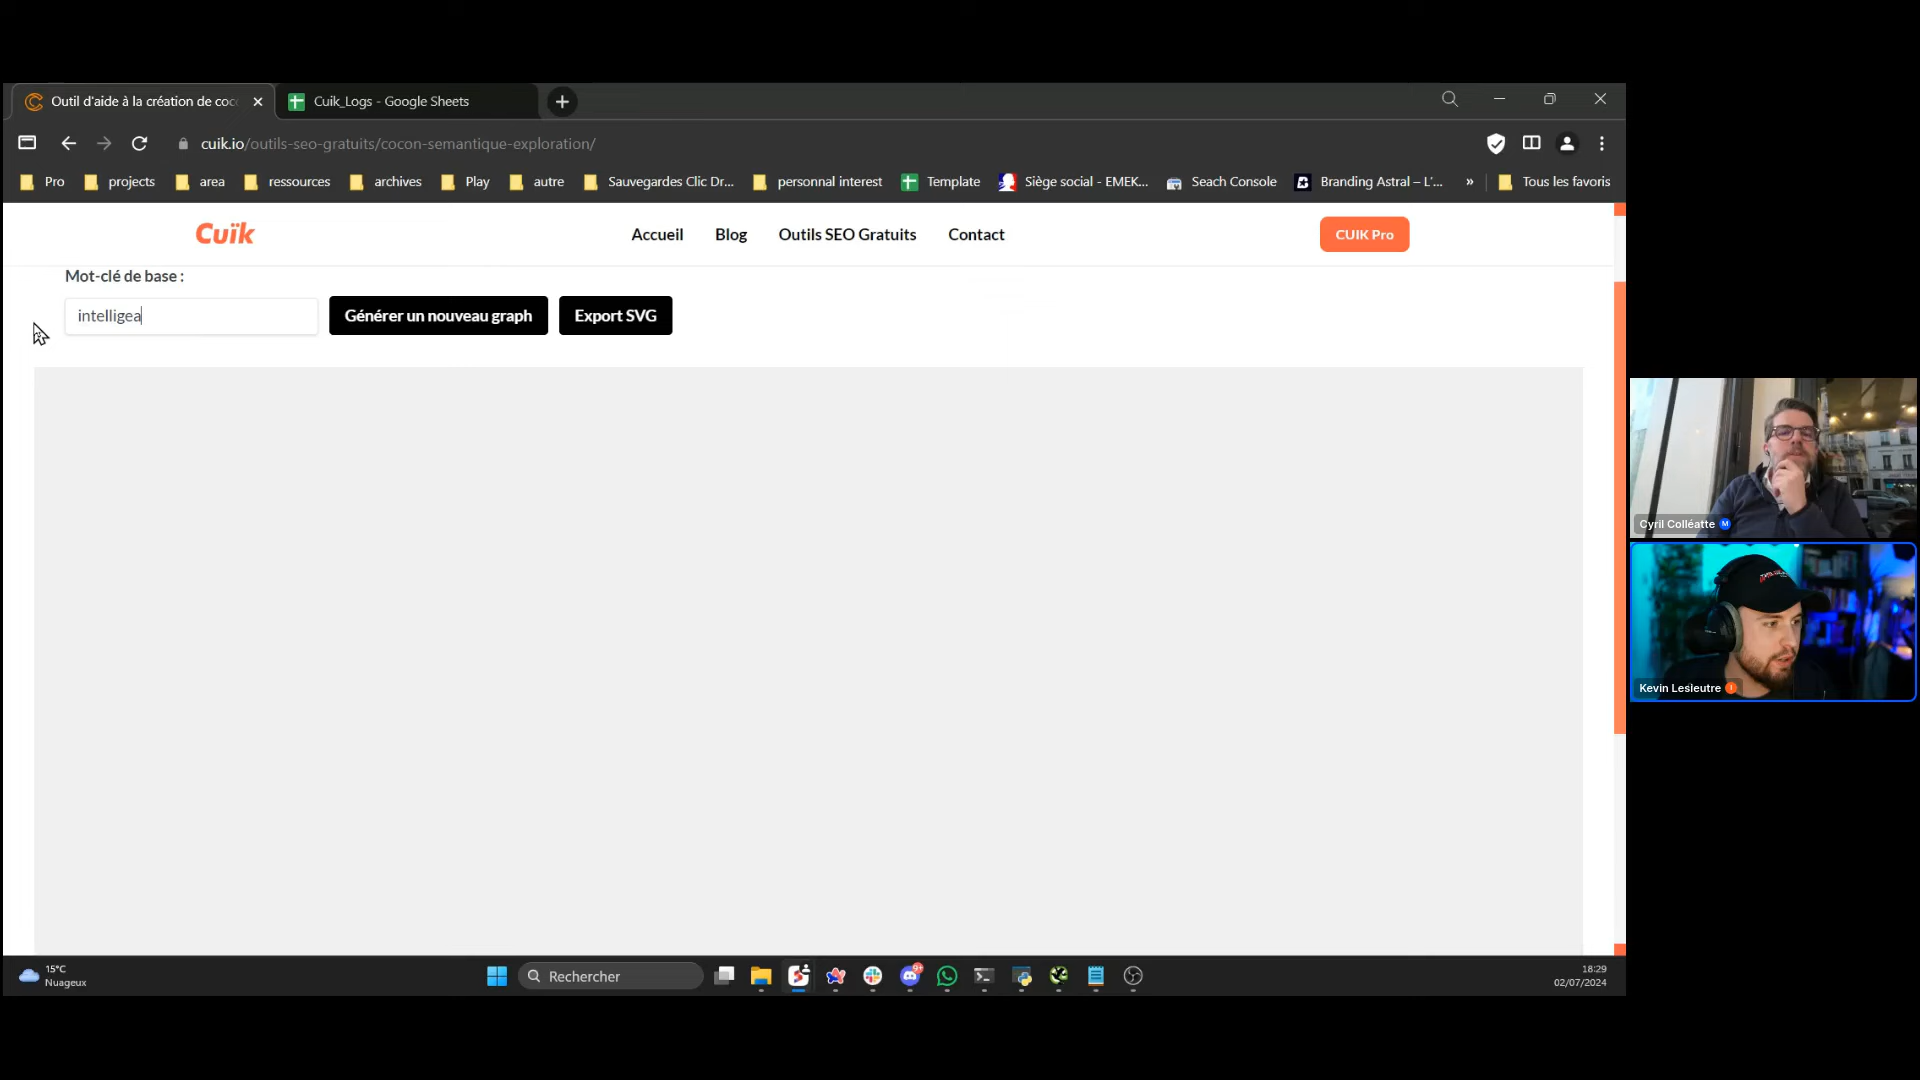 Outil d'aide à la création de coc
Cuik_Logs - Google Sheets
cuik.io/outils-seo-gratuits/cocon-semantique-exploration/
Pro
projects
area
ressources
archives
Play
autre
Sauvegardes Clic Dr...
personnal interest
Template
Siège social - EMEK...
Seach Console
Branding Astral – L'...
»
Tous les favoris
Cuïk
Accueil
Blog
Outils SEO Gratuits
Contact
CUIK Pro
Mot-clé de base :
intelligea
Générer un nouveau graph
Export SVG
Cyril Colléatte
Kevin Lesieutre
15°C
Nuageux
Rechercher
9+
18:29
02/07/2024